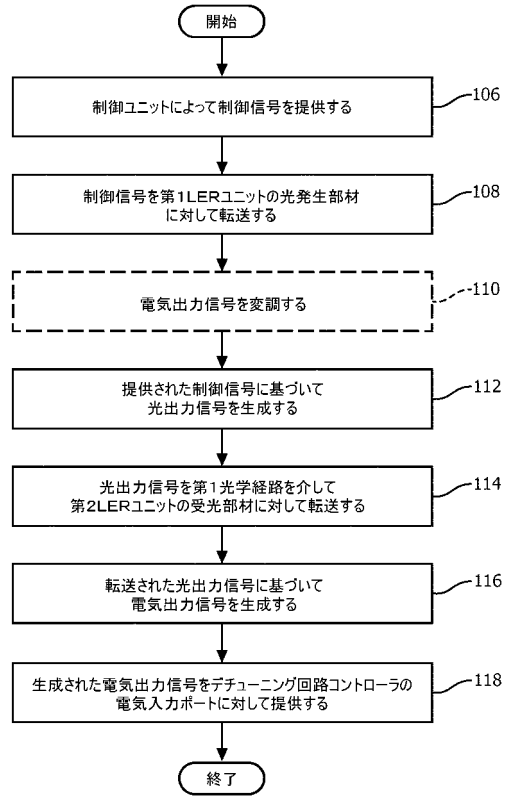 開始
制御ユニットによって制御信号を提供する
106
制御信号を第1LERユニットの光発生部材
に対して転送する
108
電気出力信号を変調する
110
提供された制御信号に基づいて
光出力信号を生成する
112
光出力信号を第1光学経路を介して
第2LERユニットの受光部材に対して転送する
114
転送された光出力信号に基づいて
電気出力信号を生成する
116
生成された電気出力信号をデチューニング回路コントローラの
電気入力ポートに対して提供する
118
終了